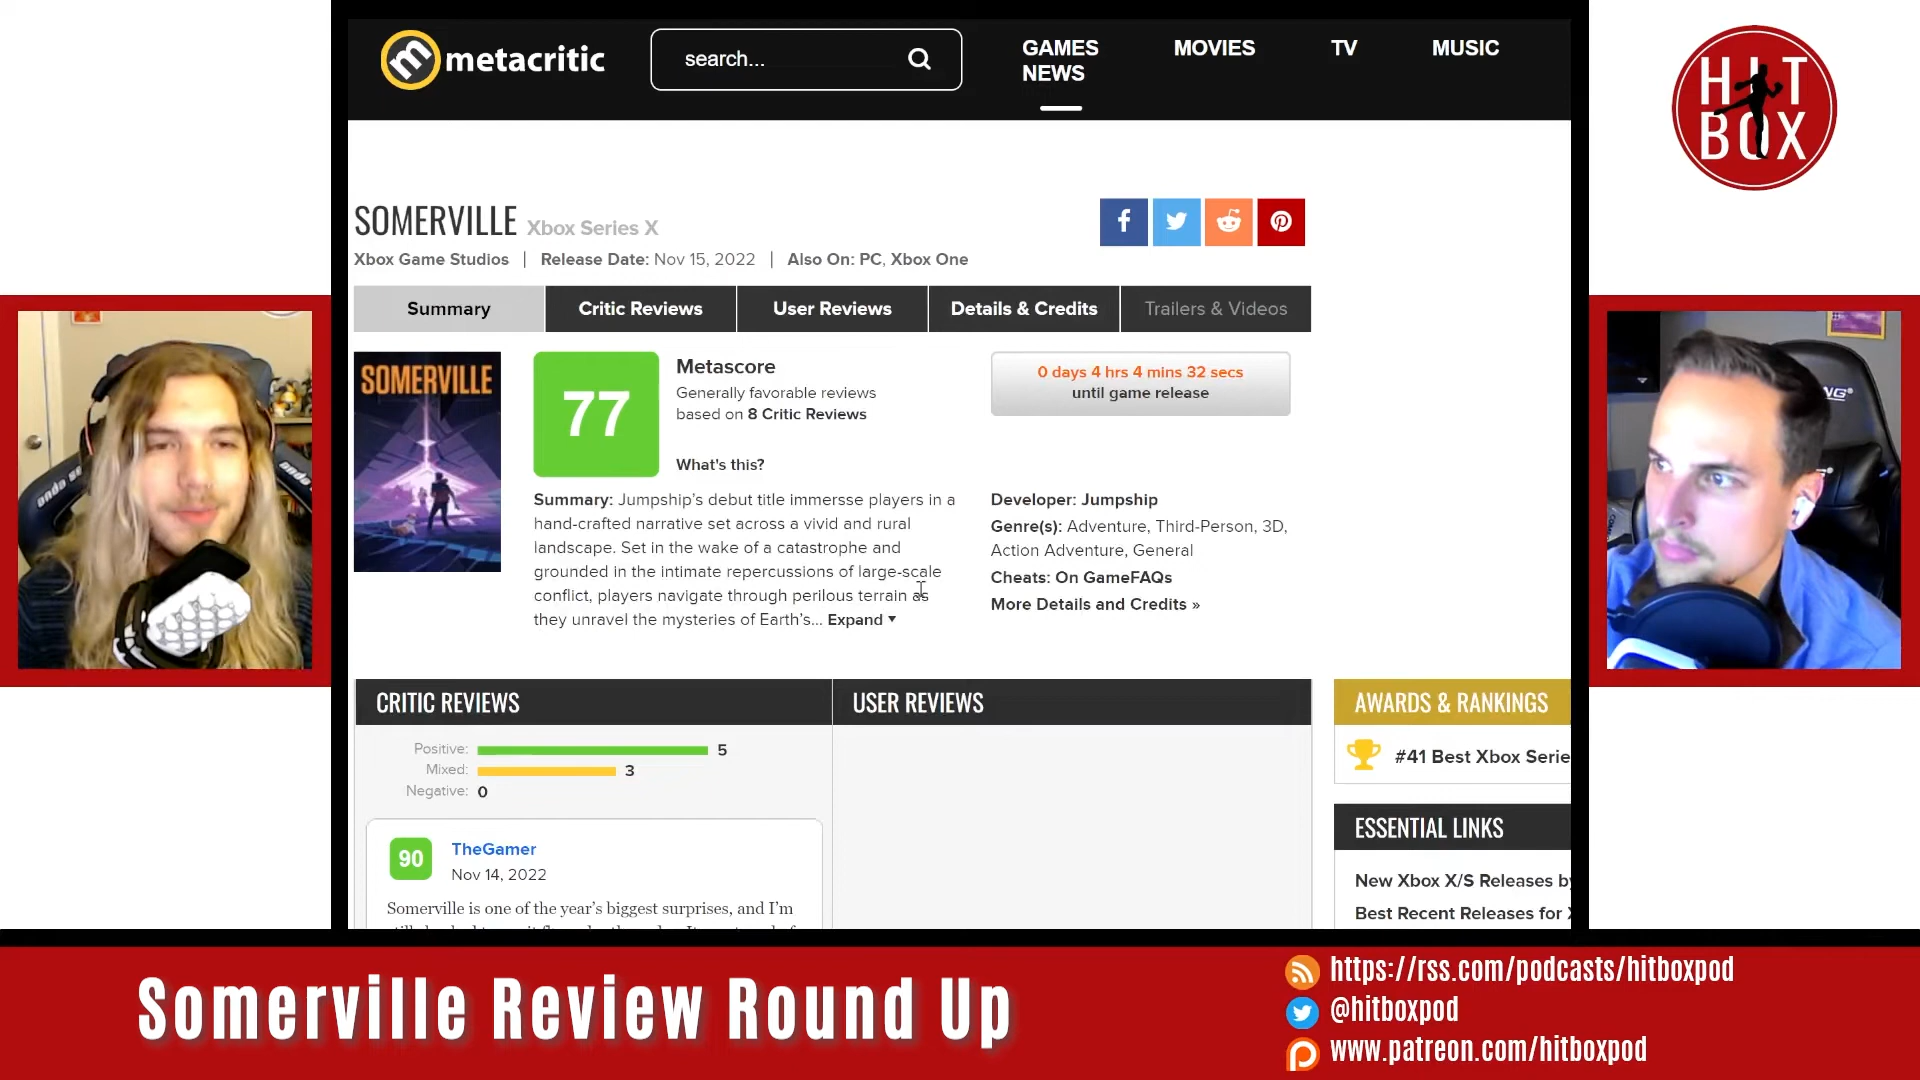 metacritic
search...
GAMES
NEWS
MOVIES
TV
MUSIC
HIT
BOX
SOMERVILLE Xbox Series X
Xbox Game Studios | Release Date: Nov 15, 2022 | Also On: PC, Xbox One
Summary
Critic Reviews
User Reviews
Details & Credits
Trailers & Videos
SOMERVILLE
77
Metascore
Generally favorable reviews
based on 8 Critic Reviews
What's this?
0 days 4 hrs 4 mins 32 secs
until game release
Summary: Jumpship's debut title immersse players in a
hand-crafted narrative set across a vivid and rural
landscape. Set in the wake of a catastrophe and
grounded in the intimate repercussions of large-scale
conflict, players navigate through perilous terrain as
they unravel the mysteries of Earth's... Expand
Developer: Jumpship
Genre(s): Adventure, Third-Person, 3D,
Action Adventure, General
Cheats: On GameFAQs
More Details and Credits »
CRITIC REVIEWS
Positive: 5
Mixed: 3
Negative: 0
90
TheGamer
Nov 14, 2022
Somerville is one of the year's biggest surprises, and I'm
USER REVIEWS
AWARDS & RANKINGS
#41 Best Xbox Serie
ESSENTIAL LINKS
New Xbox X/S Releases by
Best Recent Releases for
Somerville Review Round Up
https://rss.com/podcasts/hitboxpod
@hitboxpod
www.patreon.com/hitboxpod